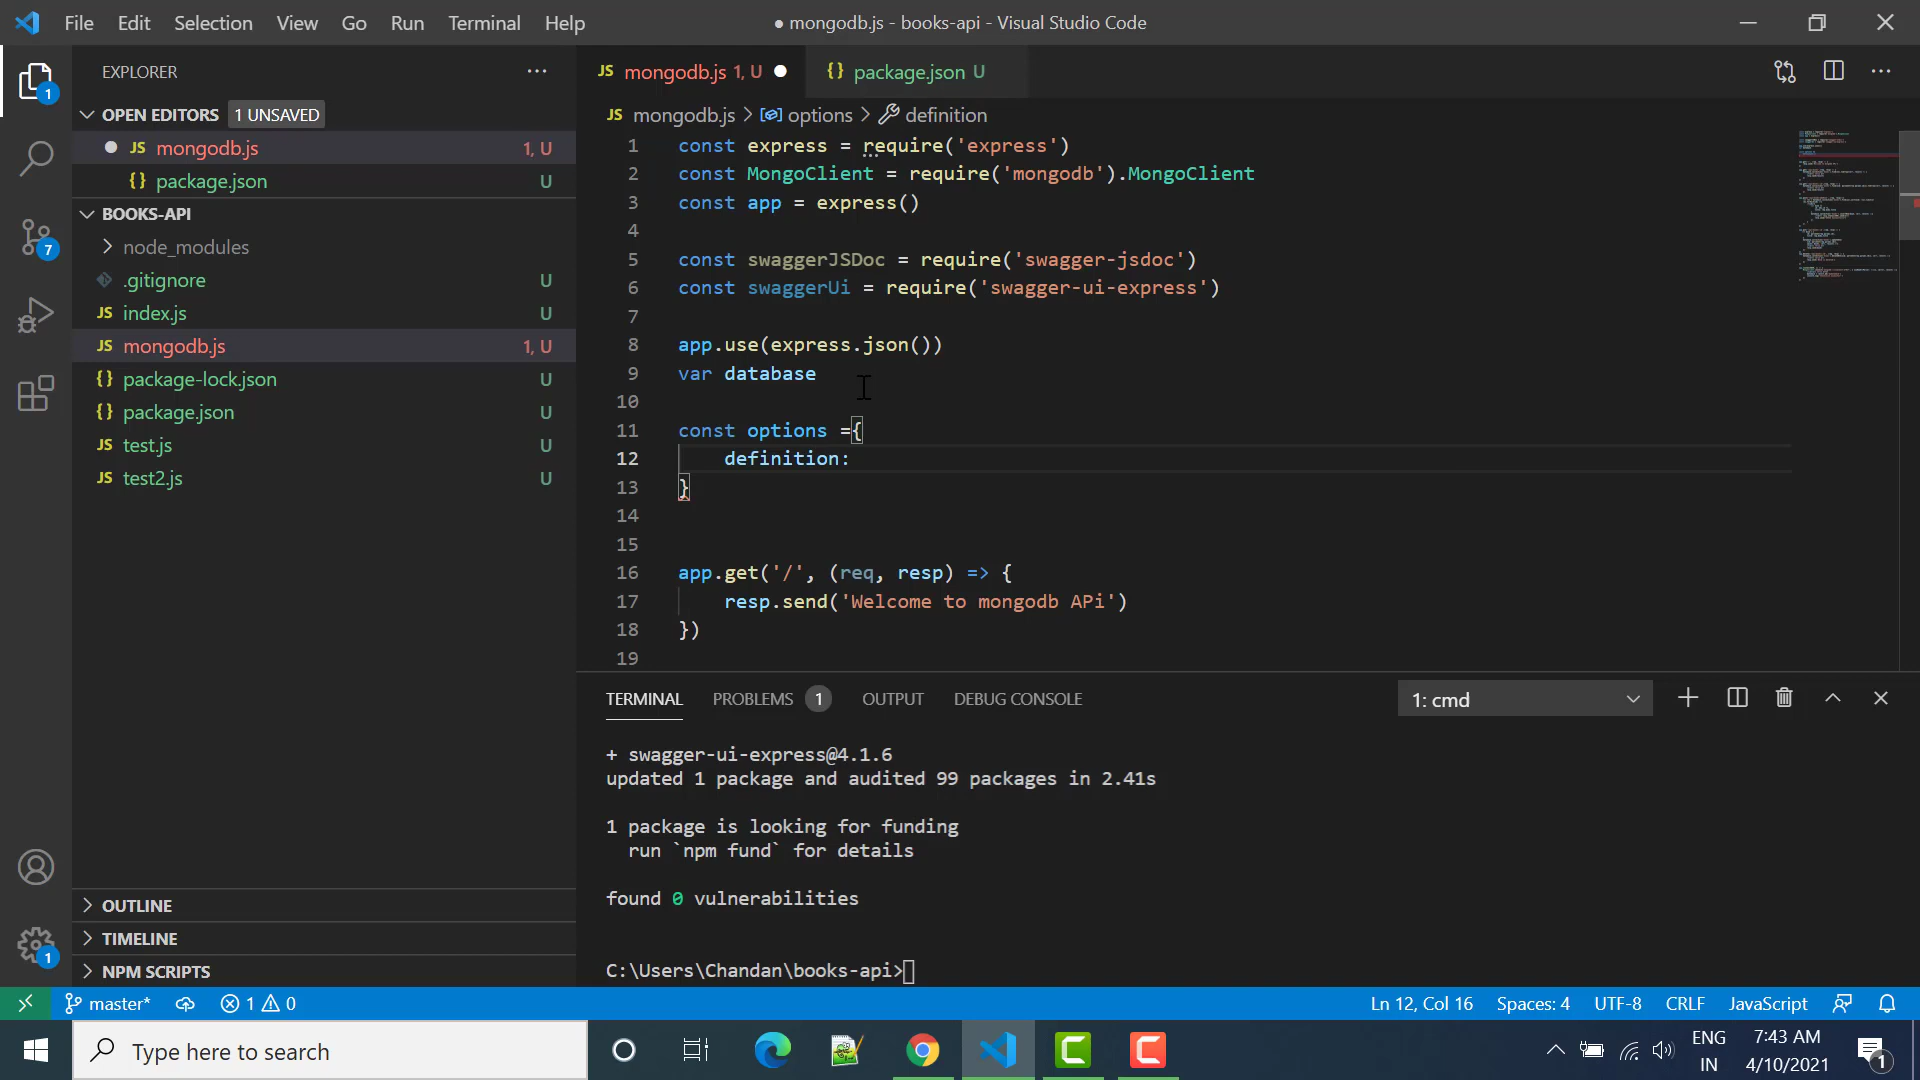 File Edit Selection View Go Run Terminal Help
● mongodb.js - books-api - Visual Studio Code
EXPLORER
OPEN EDITORS 1 UNSAVED
JS mongodb.js 1, U
{} package.json U
BOOKS-API
node_modules
.gitignore U
JS index.js U
JS mongodb.js 1, U
{} package-lock.json U
{} package.json U
JS test.js U
JS test2.js U
OUTLINE
TIMELINE
NPM SCRIPTS
1
7
1
JS mongodb.js 1, U ●
{} package.json U
JS mongodb.js > options > definition
1 const express = require('express')
2 const MongoClient = require('mongodb').MongoClient
3 const app = express()
4
5 const swaggerJSDoc = require('swagger-jsdoc')
6 const swaggerUi = require('swagger-ui-express')
7
8 app.use(express.json())
9 var database
10
11 const options ={
12 definition:
13 }
14
15
16 app.get('/', (req, resp) => {
17 resp.send('Welcome to mongodb APi')
18 })
19
TERMINAL PROBLEMS 1 OUTPUT DEBUG CONSOLE
1: cmd
+ swagger-ui-express@4.1.6
updated 1 package and audited 99 packages in 2.41s
1 package is looking for funding
run `npm fund` for details
found 0 vulnerabilities
C:\Users\Chandan\books-api>
master* 1 0
Ln 12, Col 16 Spaces: 4 UTF-8 CRLF JavaScript
Type here to search
ENG
IN
7:43 AM
4/10/2021
1